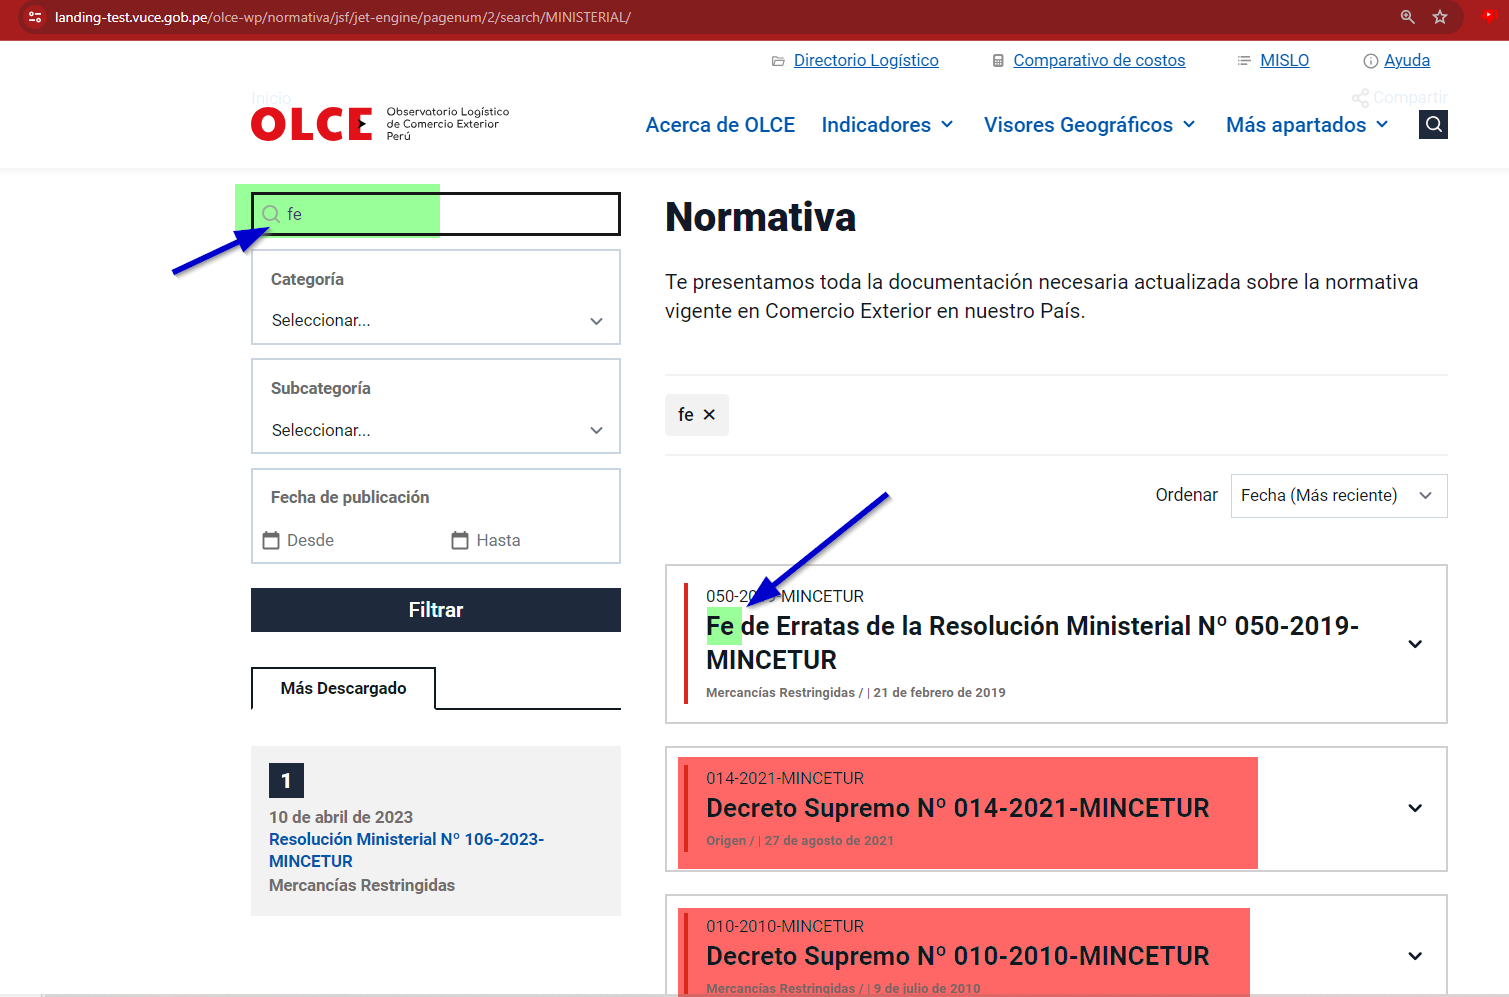 landing-test.vuce.gob.pe/olce-wp/normativa/jsf/jet-engine/pagenum/2/search/MINISTERIAL/
Directorio Logístico
Comparativo de costos
MISLO
Ayuda
Inicio
Compartir
OLCE
Observatorio Logístico
de Comercio Exterior
Perú
Acerca de OLCE
Indicadores
Visores Geográficos
Más apartados
fe
Categoría
Seleccionar...
Subcategoría
Seleccionar...
Fecha de publicación
Desde
Hasta
Filtrar
Más Descargado
1
10 de abril de 2023
Resolución Ministerial Nº 106-2023-
MINCETUR
Mercancías Restringidas
Normativa
Te presentamos toda la documentación necesaria actualizada sobre la normativa
vigente en Comercio Exterior en nuestro País.
fe ✕
Ordenar
Fecha (Más reciente)
050-2019-MINCETUR
Fe de Erratas de la Resolución Ministerial Nº 050-2019-
MINCETUR
Mercancías Restringidas / | 21 de febrero de 2019
014-2021-MINCETUR
Decreto Supremo Nº 014-2021-MINCETUR
Origen / | 27 de agosto de 2021
010-2010-MINCETUR
Decreto Supremo Nº 010-2010-MINCETUR
Mercancías Restringidas / | 9 de julio de 2010